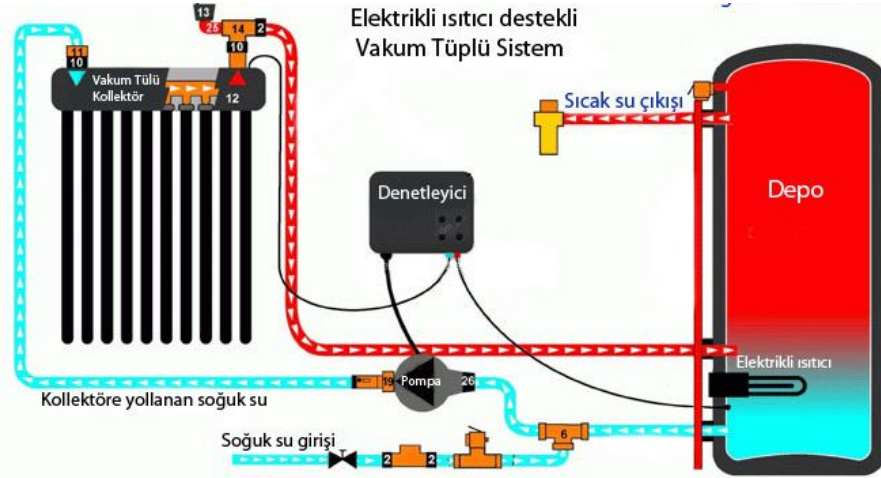 Elektrikli ısıtıcı destekli
Vakum Tüplü Sistem
13
25
14
2
11
10
10
Vakum Tülü
Kollektör
12
Sıcak su çıkışı
Denetleyici
Depo
Elektrikli ısıtıcı
19
Pompa
26
Kollektöre yollanan soğuk su
6
Soğuk su girişi
2
2